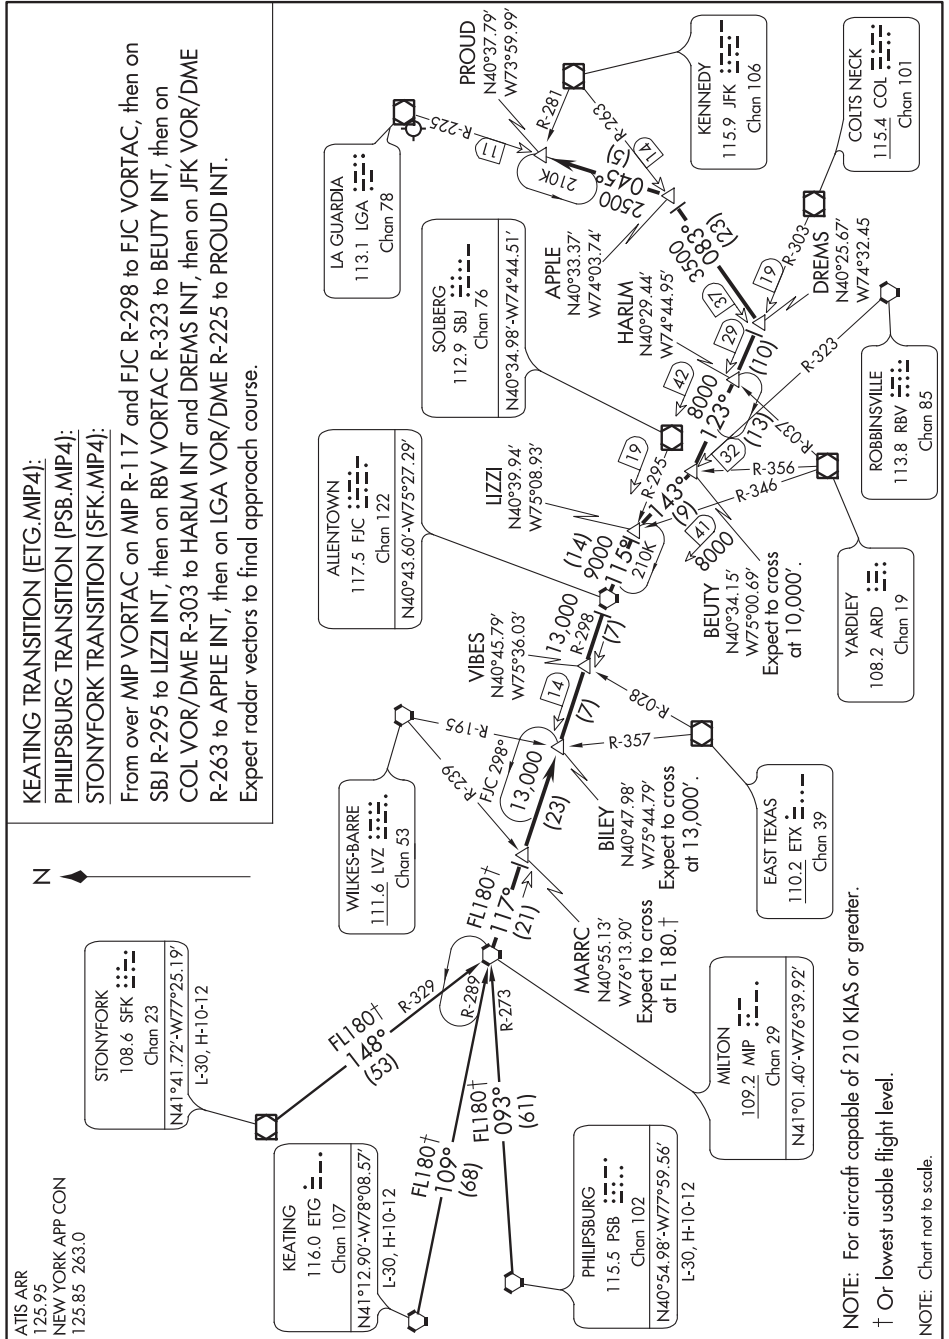 ATIS ARR
125.95
NEW YORK APP CON
125.85 263.0
KEATING TRANSITION (ETG.MIP4):
PHILIPSBURG TRANSITION (PSB.MIP4):
STONYFORK TRANSITION (SFK.MIP4):
From over MIP VORTAC on MIP R-117 and FJC R-298 to FJC VORTAC, then on
SBJ R-295 to LIZZI INT, then on RBV VORTAC R-323 to BEUTY INT, then on
COL VOR/DME R-303 to HARLM INT and DREMS INT, then on JFK VOR/DME
R-263 to APPLE INT, then on LGA VOR/DME R-225 to PROUD INT.
Expect radar vectors to final approach course.
N
STONYFORK
108.6 SFK
Chan 23
N41°41.72'-W77°25.19'
L-30, H-10-12
FL180†
148°
(53)
R-329
KEATING
116.0 ETG
Chan 107
N41°12.90'-W78°08.57'
L-30, H-10-12
FL180†
109°
(68)
R-289
PHILIPSBURG
115.5 PSB
Chan 102
N40°54.98'-W77°59.56'
L-30, H-10-12
FL180†
093°
(61)
R-273
MILTON
109.2 MIP
Chan 29
N41°01.40'-W76°39.92'
FL180†
117°
(21)
MARRC
N40°55.13'
W76°13.90'
Expect to cross
at FL 180.†
WILKES-BARRE
111.6 LVZ
Chan 53
R-239
R-195
FJC 298°
13,000
(23)
BILEY
N40°47.98'
W75°44.79'
Expect to cross
at 13,000'.
EAST TEXAS
110.2 ETX
Chan 39
R-357
R-028
14
(7)
VIBES
N40°45.79'
W75°36.03'
13,000
R-298
(7)
ALLENTOWN
117.5 FJC
Chan 122
N40°43.60'-W75°27.29'
(14)
9000
115°
210K
LIZZI
N40°39.94'
W75°08.93'
19
R-295
SOLBERG
112.9 SBJ
Chan 76
N40°34.98'-W74°44.51'
143°
(9)
41
8000
BEUTY
N40°34.15'
W75°00.69'
Expect to cross
at 10,000'.
YARDLEY
108.2 ARD
Chan 19
R-346
R-356
R-037
32
42
8000
123°
(13)
HARLM
N40°29.44'
W74°44.95'
29
(10)
R-323
ROBBINSVILLE
113.8 RBV
Chan 85
DREMS
N40°25.67'
W74°32.45
19
R-303
COLTS NECK
115.4 COL
Chan 101
37
3500
083°
(23)
APPLE
N40°33.37'
W74°03.74'
14
R-263
KENNEDY
115.9 JFK
Chan 106
R-281
2500
045°
(5)
210K
PROUD
N40°37.79'
W73°59.99'
11
R-225
LA GUARDIA
113.1 LGA
Chan 78
NOTE: For aircraft capable of 210 KIAS or greater.
† Or lowest usable flight level.
NOTE: Chart not to scale.